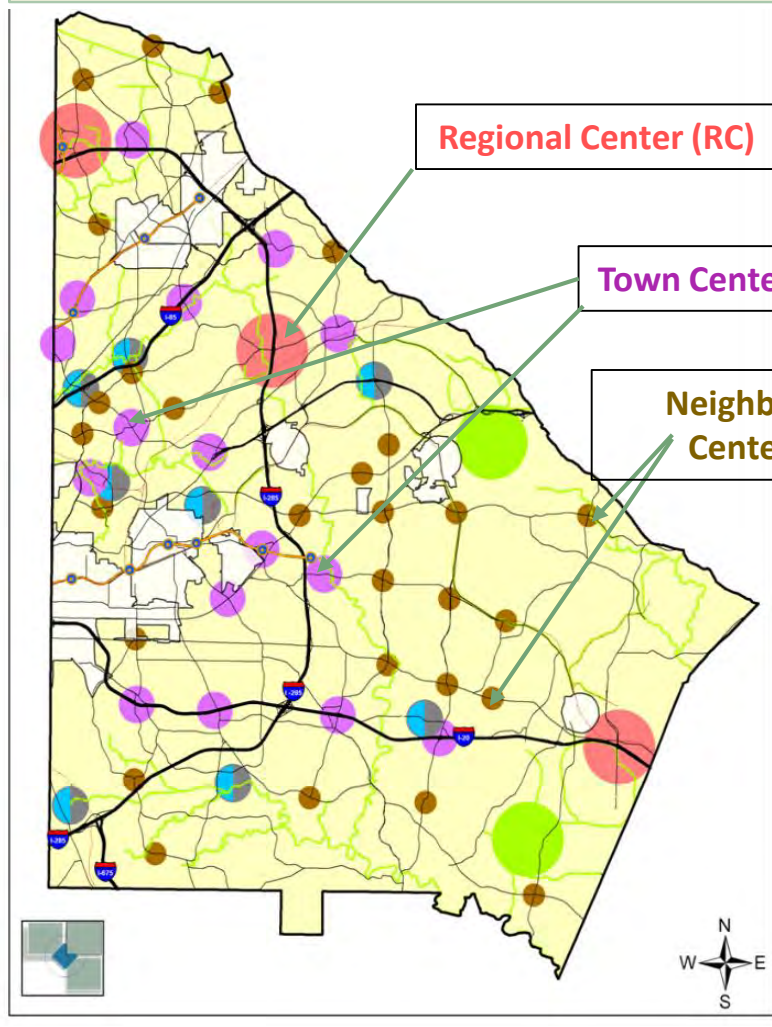 Regional Center (RC)
Town Cente
Neighb
Cente
I-85
I-285
I-285
I-20
I-285
I-675
N
W
E
S